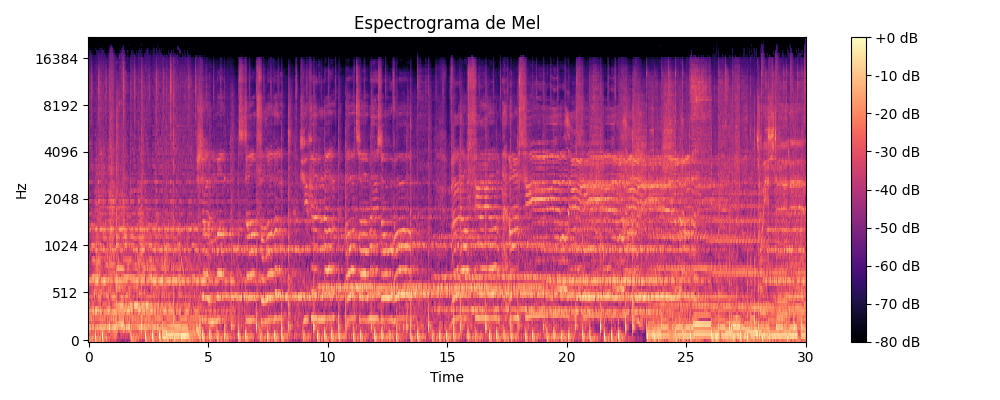 Espectrograma de Mel
Hz
16384
8192
4096
2048
1024
512
0
0 5 10 15 20 25 30
Time
+0 dB
-10 dB
-20 dB
-30 dB
-40 dB
-50 dB
-60 dB
-70 dB
-80 dB